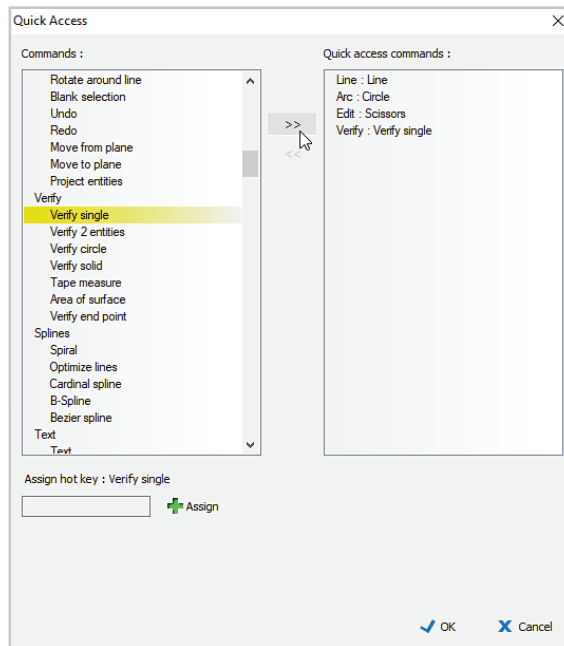 Quick Access
Commands :
Quick access commands :
Rotate around line
Blank selection
Undo
Redo
Move from plane
Move to plane
Project entities
Verify
Verify single
Verify 2 entities
Verify circle
Verify solid
Tape measure
Area of surface
Verify end point
Splines
Spiral
Optimize lines
Cardinal spline
B-Spline
Bezier spline
Text
Text
>>
<<
Line : Line
Arc : Circle
Edit : Scissors
Verify : Verify single
Assign hot key : Verify single
Assign
OK
Cancel